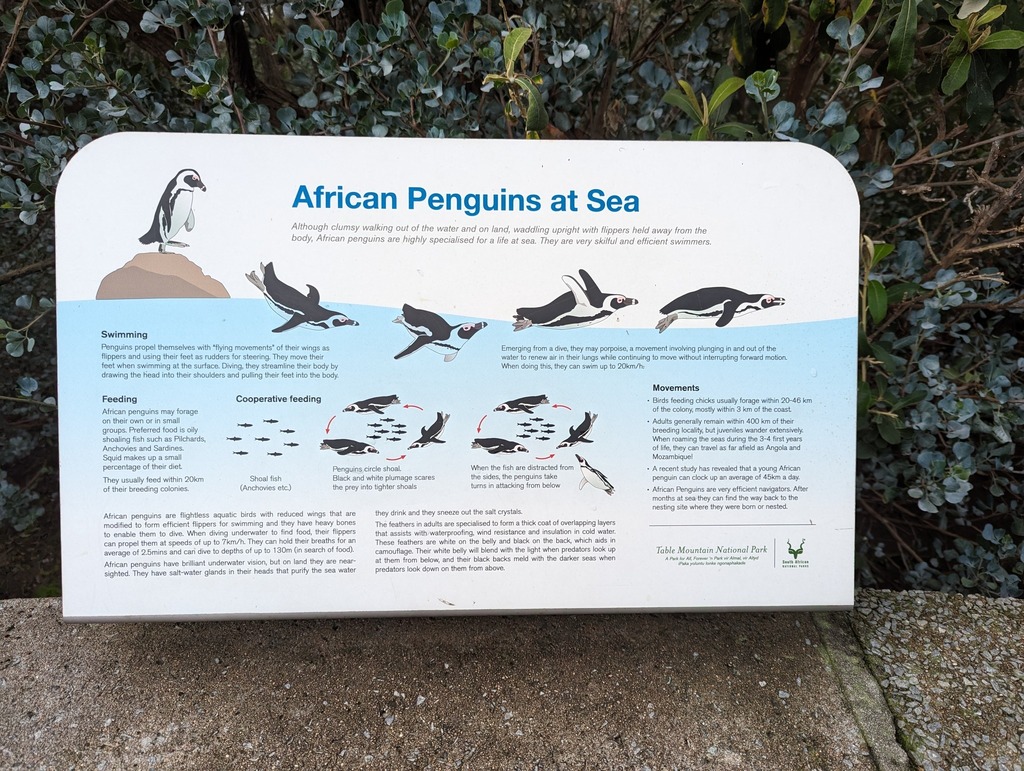 African Penguins at Sea
Although clumsy walking out of the water and on land, waddling upright with flippers held away from the
body, African penguins are highly specialised for a life at sea. They are very skilful and efficient swimmers.
Swimming
Penguins propel themselves with "flying movements" of their wings as
flippers and using their feet as rudders for steering. They move their
feet when swimming at the surface. Diving, they streamline their body by
drawing the head into their shoulders and pulling their feet into the body.
Emerging from a dive, they may porpoise, a movement involving plunging in and out of the
water to renew air in their lungs while continuing to move without interrupting forward motion.
When doing this, they can swim up to 20km/h.
Feeding
African penguins may forage
on their own or in small
groups. Preferred food is oily
shoaling fish such as Pilchards,
Anchovies and Sardines.
Squid makes up a small
percentage of their diet.
They usually feed within 20km
of their breeding colonies.
Cooperative feeding
Shoal fish
(Anchovies etc.)
Penguins circle shoal.
Black and white plumage scares
the prey into tighter shoals
When the fish are distracted from
the sides, the penguins take
turns in attacking from below
Movements
• Birds feeding chicks usually forage within 20-46 km
of the colony, mostly within 3 km of the coast.
• Adults generally remain within 400 km of their
breeding locality, but juveniles wander extensively.
When roaming the seas during the 3-4 first years
of life, they can travel as far afield as Angola and
Mozambique!
• A recent study has revealed that a young African
penguin can clock up an average of 45km a day.
• African Penguins are very efficient navigators. After
months at sea they can find the way back to the
nesting site where they were born or nested.
African penguins are flightless aquatic birds with reduced wings that are
modified to form efficient flippers for swimming and they have heavy bones
to enable them to dive. When diving underwater to find food, their flippers
can propel them at speeds of up to 7km/h. They can hold their breaths for an
average of 2.5mins and can dive to depths of up to 130m (in search of food).
African penguins have brilliant underwater vision, but on land they are near-
sighted. They have salt-water glands in their heads that purify the sea water
they drink and they sneeze out the salt crystals.
The feathers in adults are specialised to form a thick coat of overlapping layers
that assists with waterproofing, wind resistance and insulation in cold water.
These feathers are white on the belly and black on the back, which aids in
camouflage. Their white belly will blend with the light when predators look up
at them from below, and their black backs meld with the darker seas when
predators look down on them from above.
Table Mountain National Park
A Park for All, Forever
South African
NATIONAL PARKS